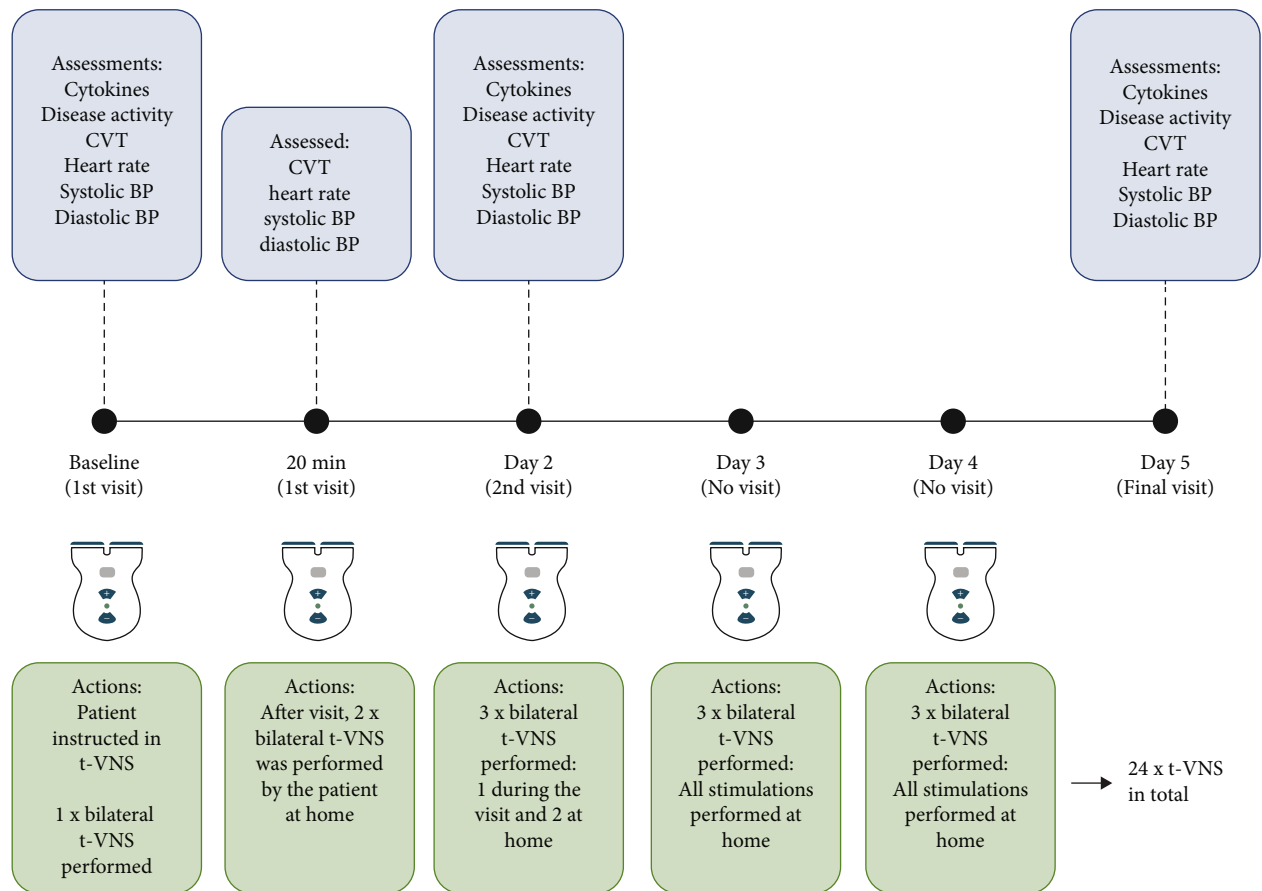 Assessments:
Cytokines
Disease activity
CVT
Heart rate
Systolic BP
Diastolic BP
Assessed:
CVT
heart rate
systolic BP
diastolic BP
Assessments:
Cytokines
Disease activity
CVT
Heart rate
Systolic BP
Diastolic BP
Assessments:
Cytokines
Disease activity
CVT
Heart rate
Systolic BP
Diastolic BP
Baseline
(1st visit)
20 min
(1st visit)
Day 2
(2nd visit)
Day 3
(No visit)
Day 4
(No visit)
Day 5
(Final visit)
Actions:
Patient
instructed in
t-VNS
1 x bilateral
t-VNS
performed
Actions:
After visit, 2 x
bilateral t-VNS
was performed
by the patient
at home
Actions:
3 x bilateral
t-VNS
performed:
1 during the
visit and 2 at
home
Actions:
3 x bilateral
t-VNS
performed:
All stimulations
performed at
home
Actions:
3 x bilateral
t-VNS
performed:
All stimulations
performed at
home
24 x t-VNS
in total